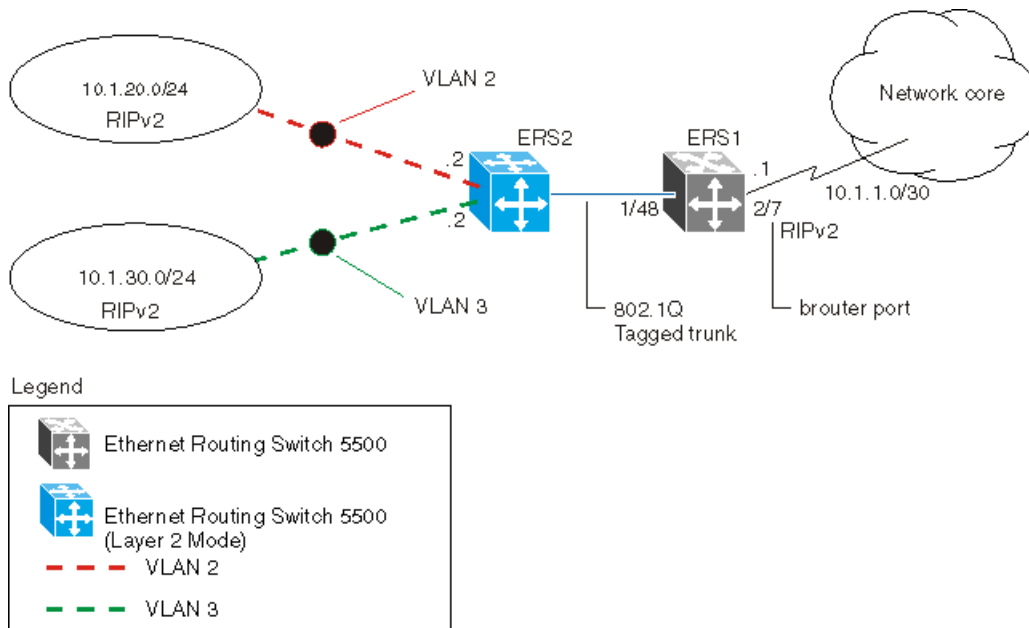 10.1.20.0/24
RIPv2
VLAN 2
ERS2
ERS1
Network core
.2
.1
10.1.1.0/30
.2
1/48
2/7
RIPv2
10.1.30.0/24
RIPv2
VLAN 3
802.1Q
Tagged trunk
brouter port
Legend
Ethernet Routing Switch 5500
Ethernet Routing Switch 5500
(Layer 2 Mode)
VLAN 2
VLAN 3